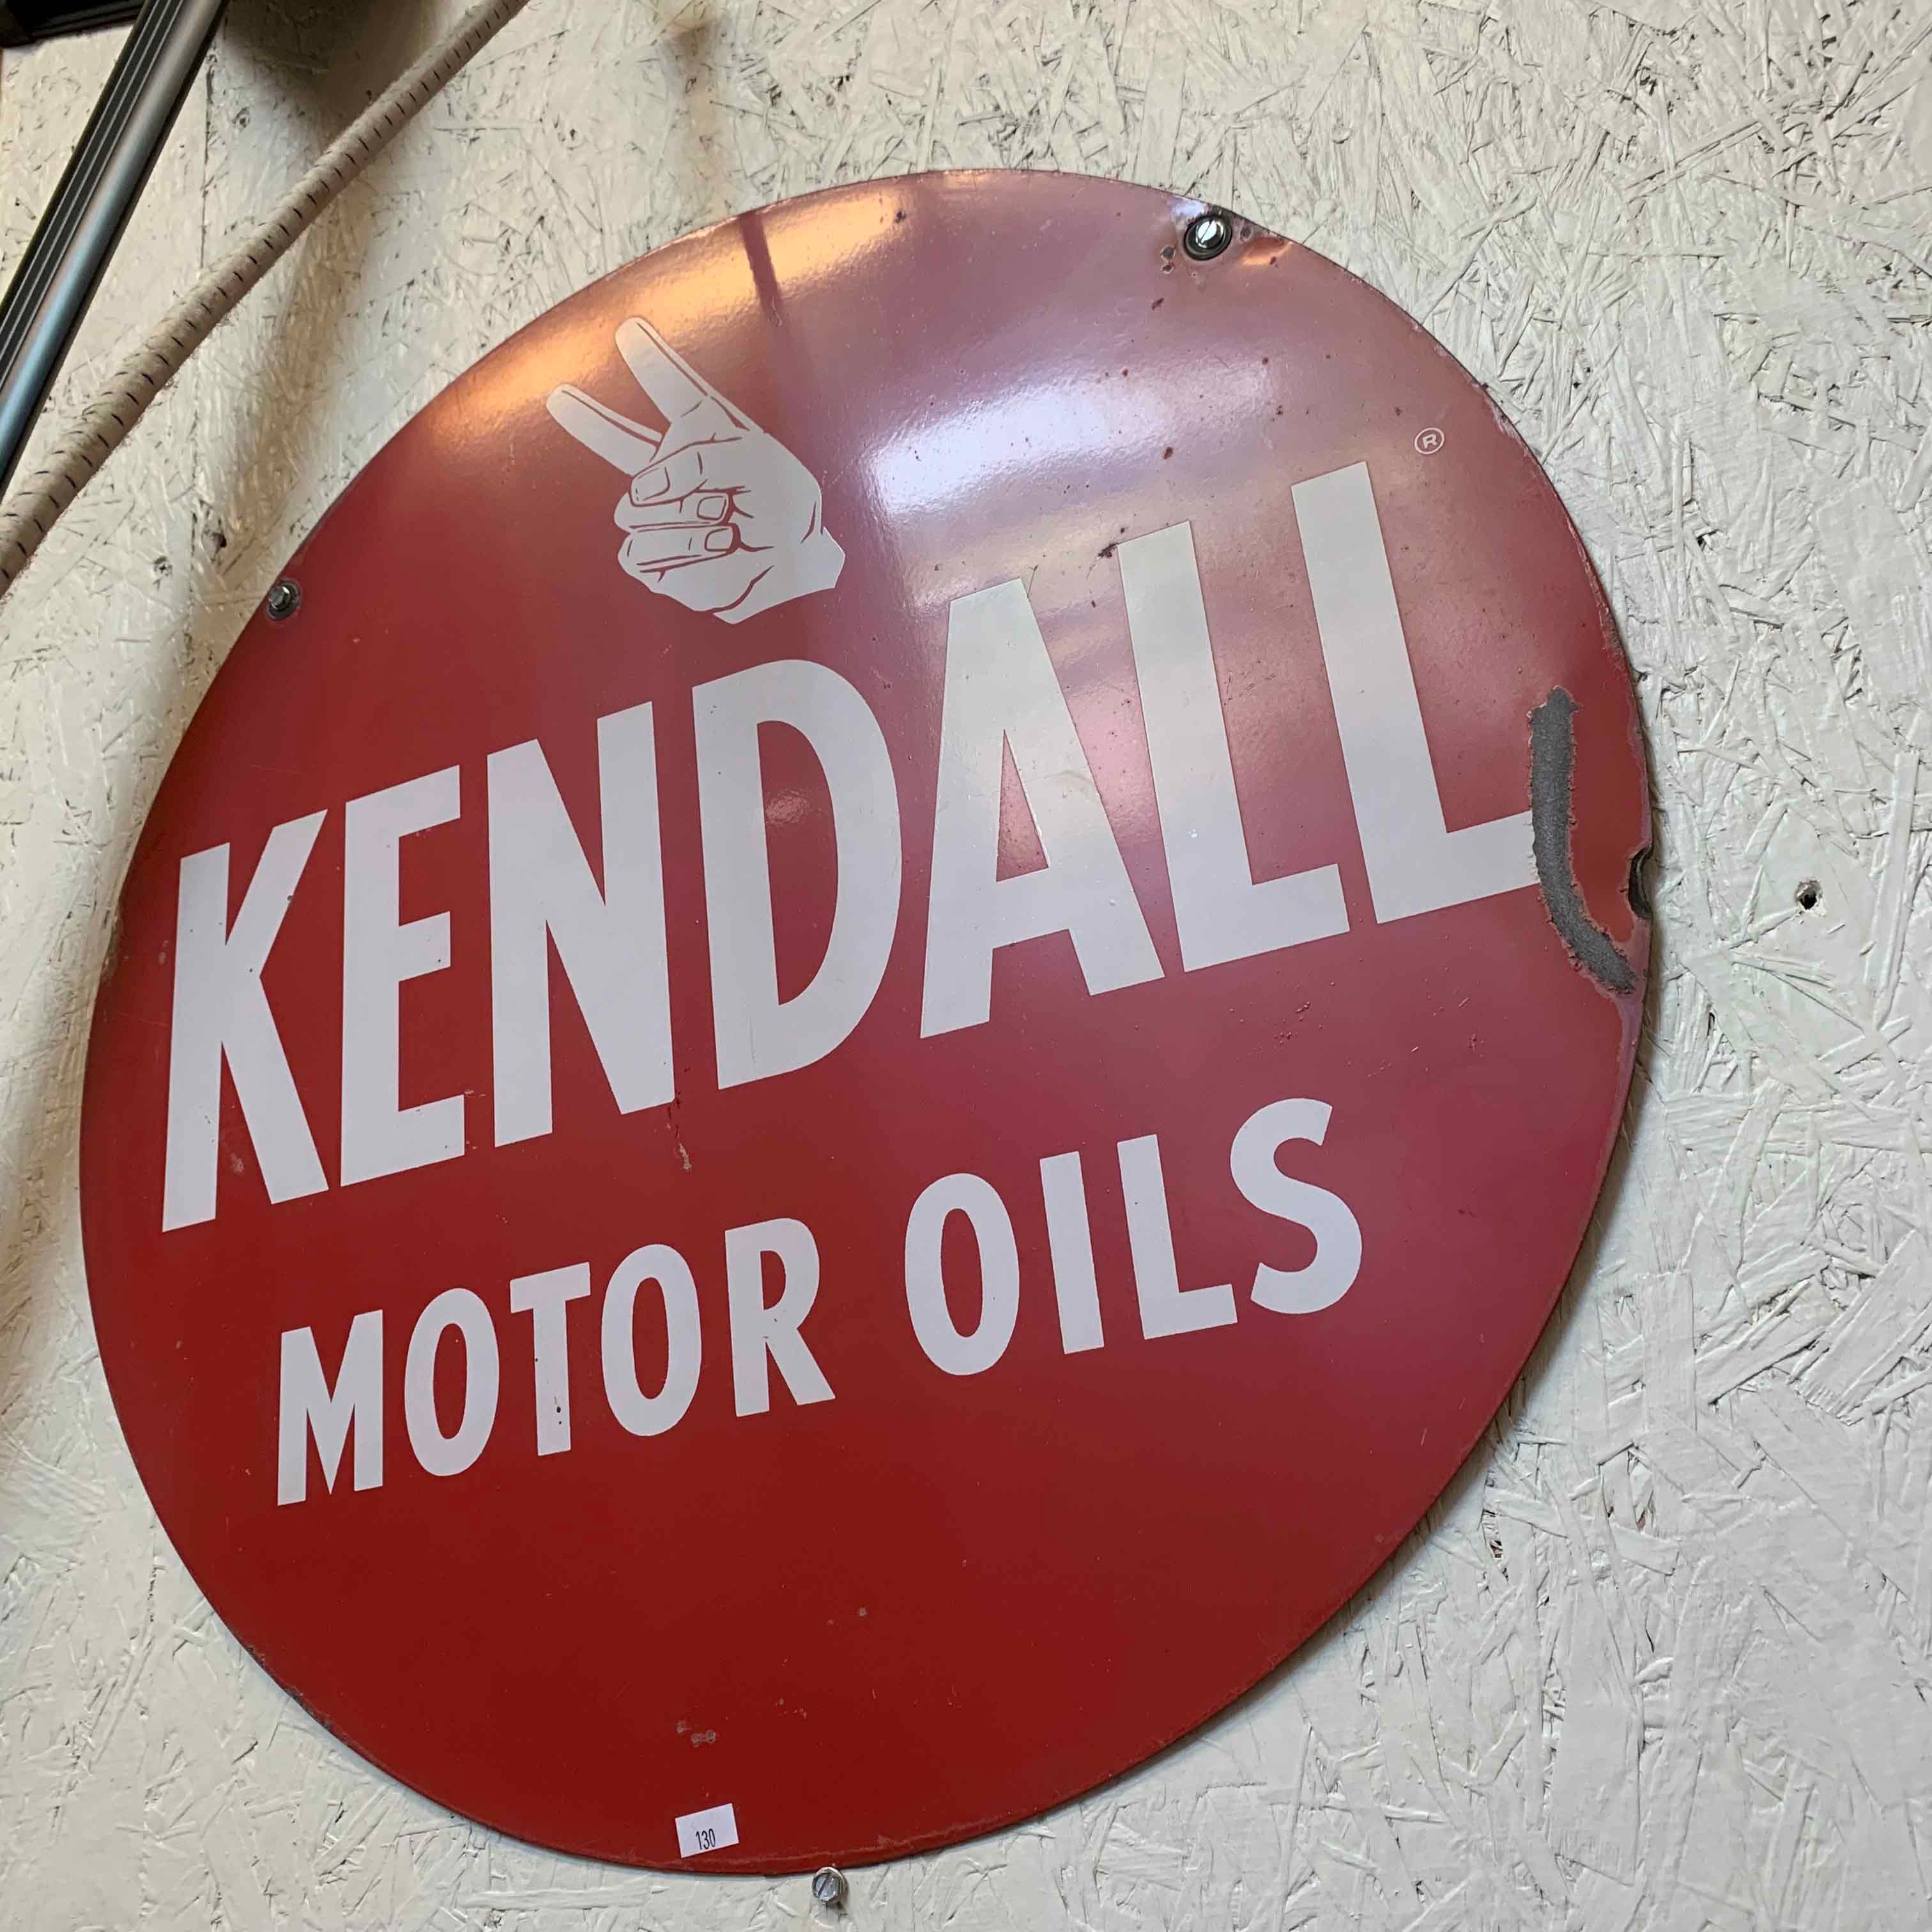 ®
KENDALL
MOTOR OILS
130